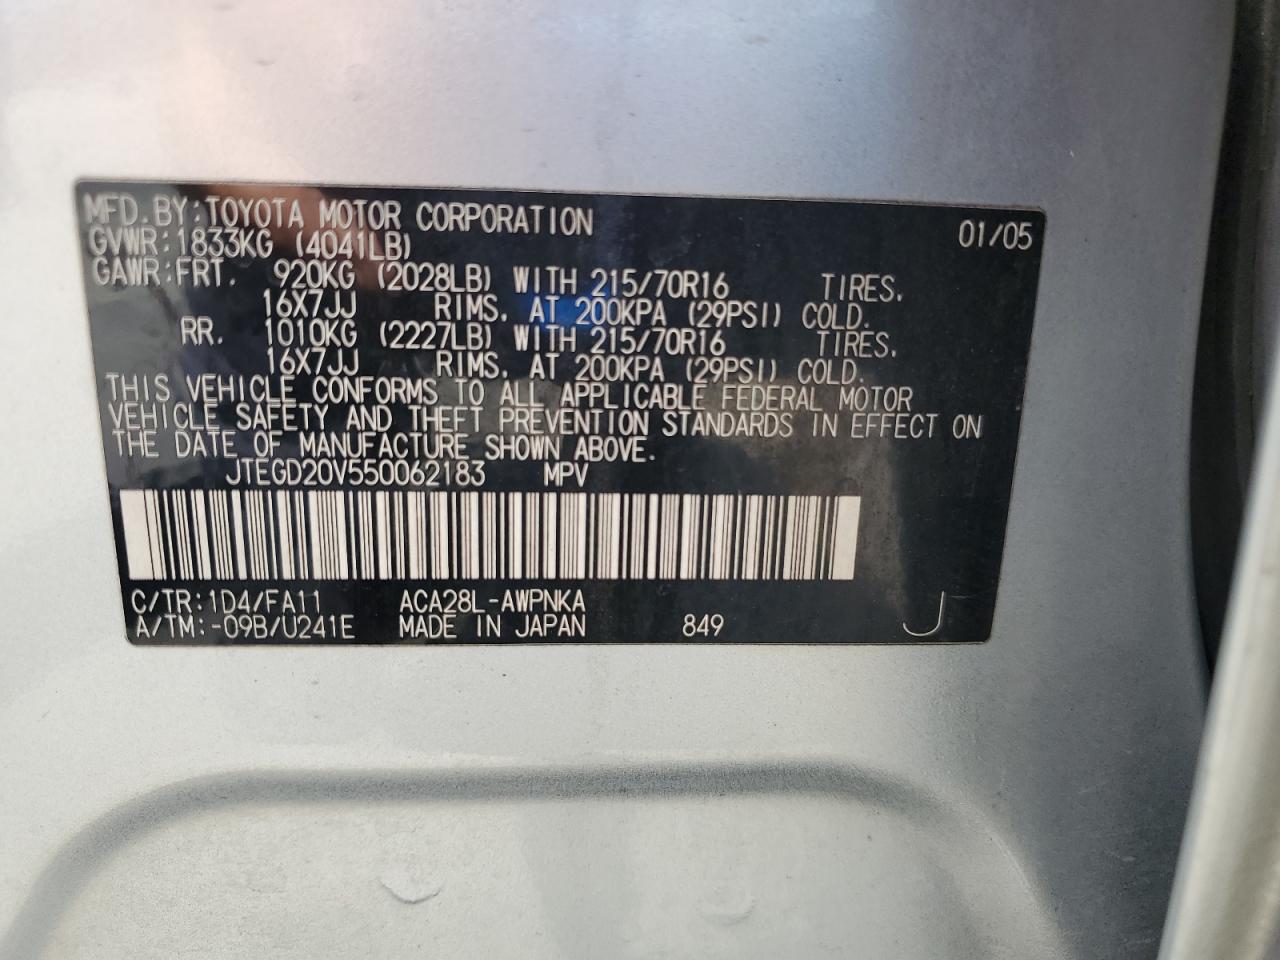 MFD.BY:TOYOTA MOTOR CORPORATION 01/05
GVWR:1833KG (4041LB)
GAWR:FRT. 920KG (2028LB) WITH 215/70R16 TIRES.
16X7JJ RIMS. AT 200KPA (29PSI) COLD.
RR. 1010KG (2227LB) WITH 215/70R16 TIRES.
16X7JJ RIMS. AT 200KPA (29PSI) COLD.
THIS VEHICLE CONFORMS TO ALL APPLICABLE FEDERAL MOTOR
VEHICLE SAFETY AND THEFT PREVENTION STANDARDS IN EFFECT ON
THE DATE OF MANUFACTURE SHOWN ABOVE.
JTEGD20V550062183 MPV
C/TR:1D4/FA11 ACA28L-AWPNKA
A/TM:-09B/U241E MADE IN JAPAN 849 J